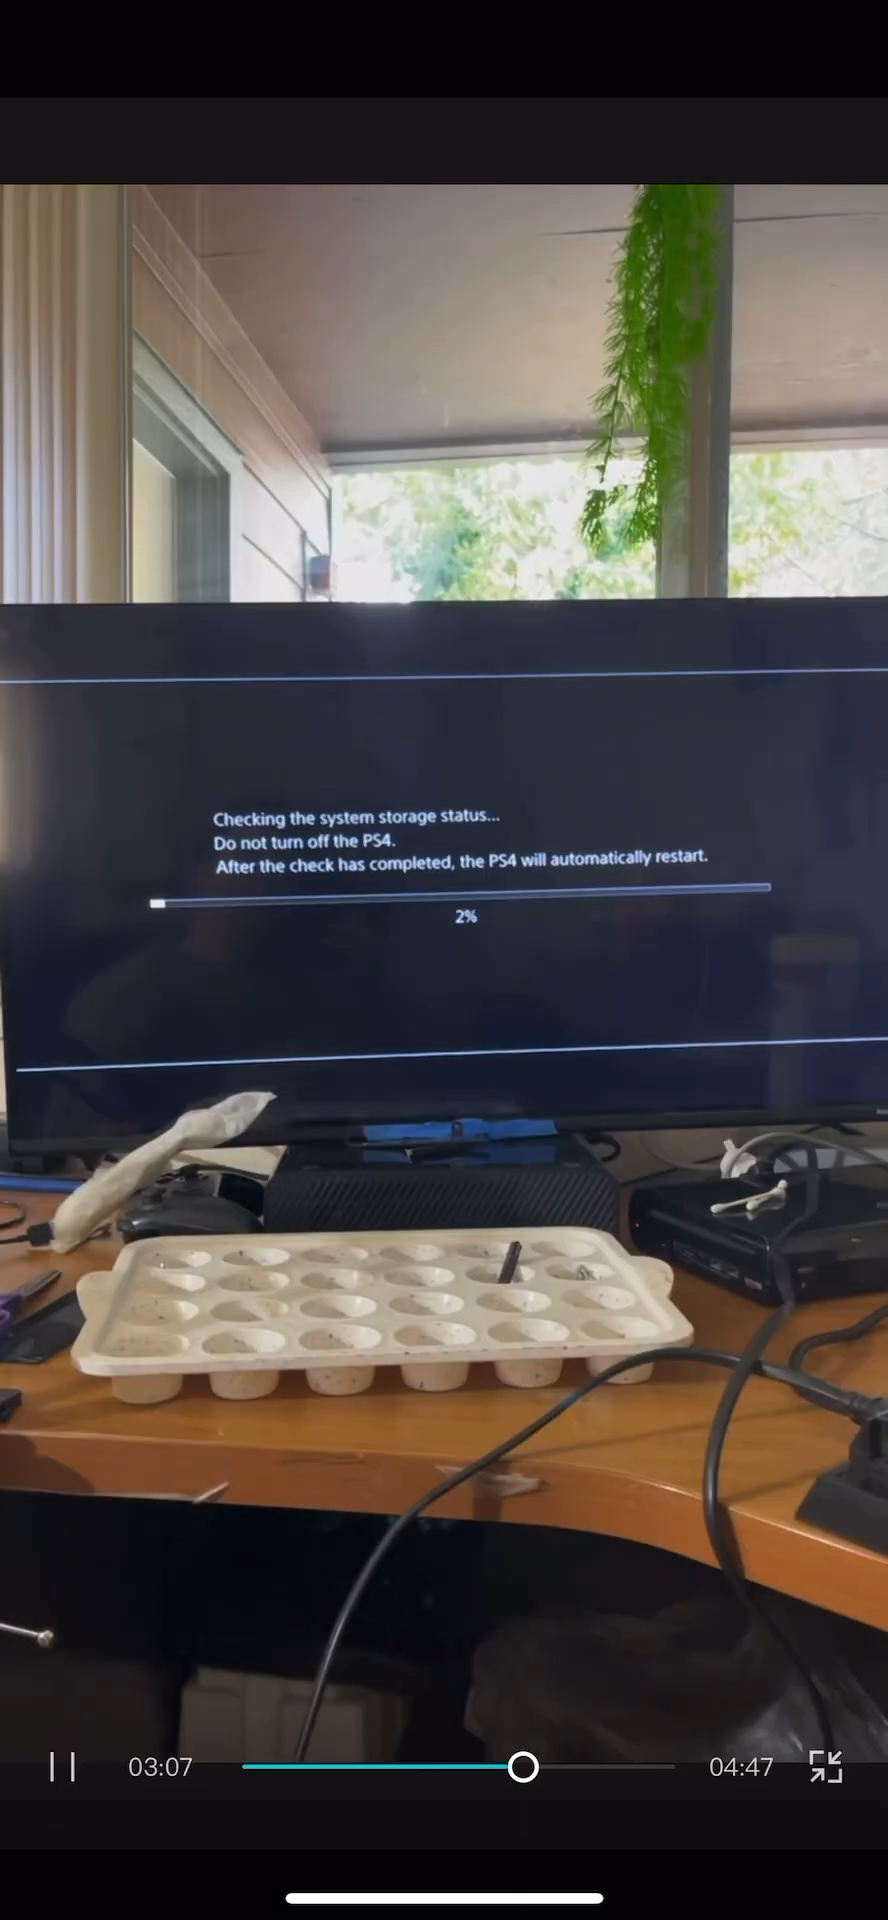 Checking the system storage status...
Do not turn off the PS4.
After the check has completed, the PS4 will automatically restart.
2%
03:07
04:47